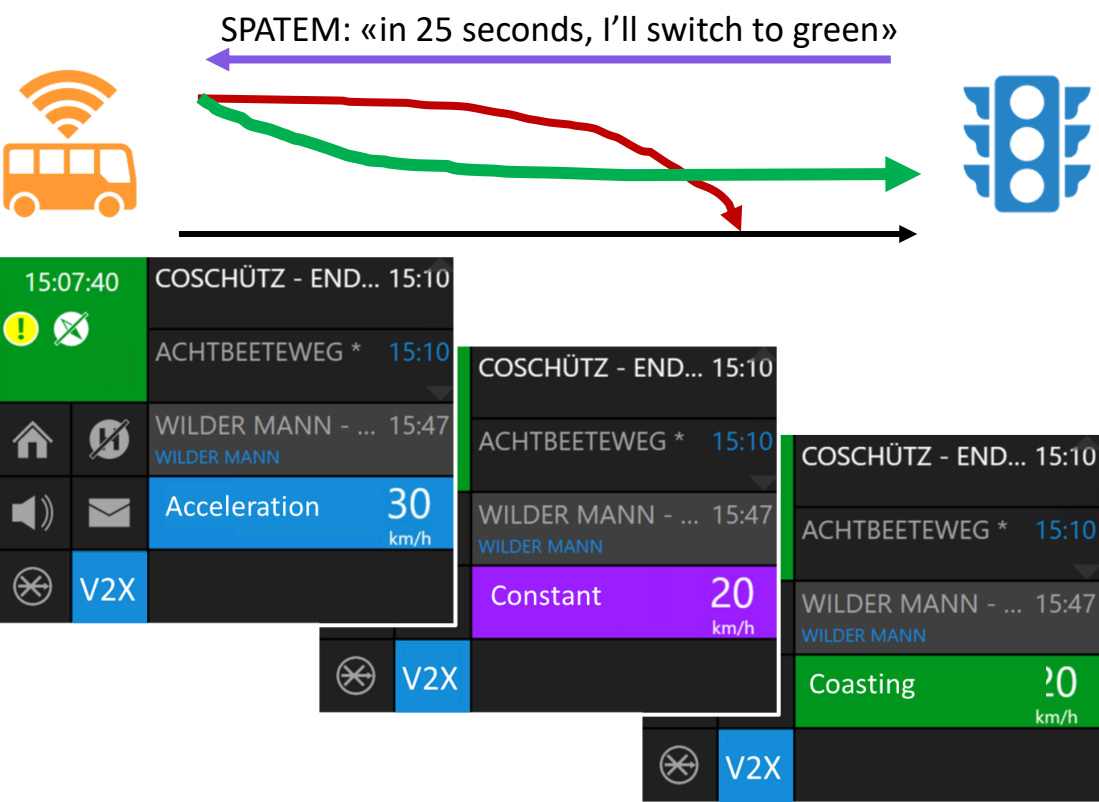 SPATEM: «in 25 seconds, I'll switch to green»
15:07:40
COSCHÜTZ - END... 15:10
ACHTBEETEWEG * 15:10
WILDER MANN - ... 15:47
WILDER MANN
Acceleration 30
km/h
V2X
COSCHÜTZ - END... 15:10
ACHTBEETEWEG * 15:10
WILDER MANN - ... 15:47
WILDER MANN
Constant 20
km/h
V2X
COSCHÜTZ - END... 15:10
ACHTBEETEWEG * 15:10
WILDER MANN - ... 15:47
WILDER MANN
Coasting
km/h
V2X